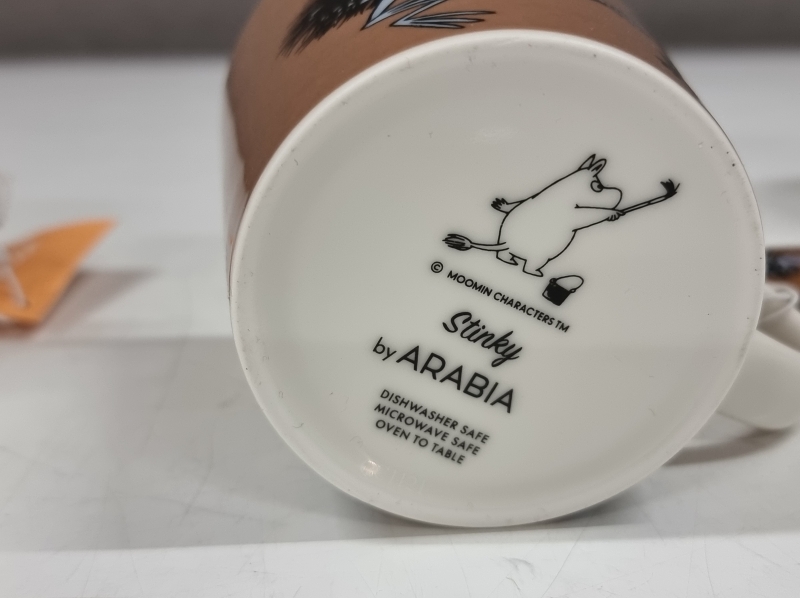 © MOOMIN CHARACTERS TM
Stinky
by ARABIA
DISHWASHER SAFE
MICROWAVE SAFE
OVEN TO TABLE